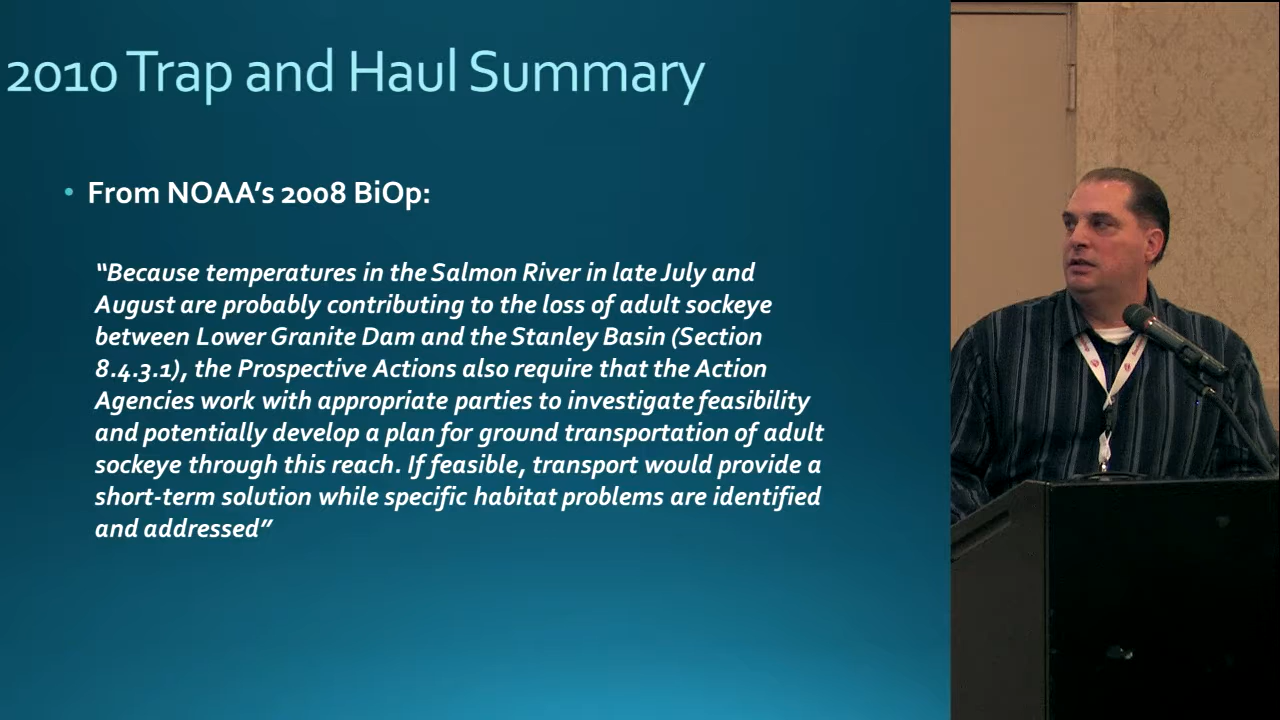 2010 Trap and Haul Summary
• From NOAA’s 2008 BiOp:
“Because temperatures in the Salmon River in late July and
August are probably contributing to the loss of adult sockeye
between Lower Granite Dam and the Stanley Basin (Section
8.4.3.1), the Prospective Actions also require that the Action
Agencies work with appropriate parties to investigate feasibility
and potentially develop a plan for ground transportation of adult
sockeye through this reach. If feasible, transport would provide a
short-term solution while specific habitat problems are identified
and addressed”